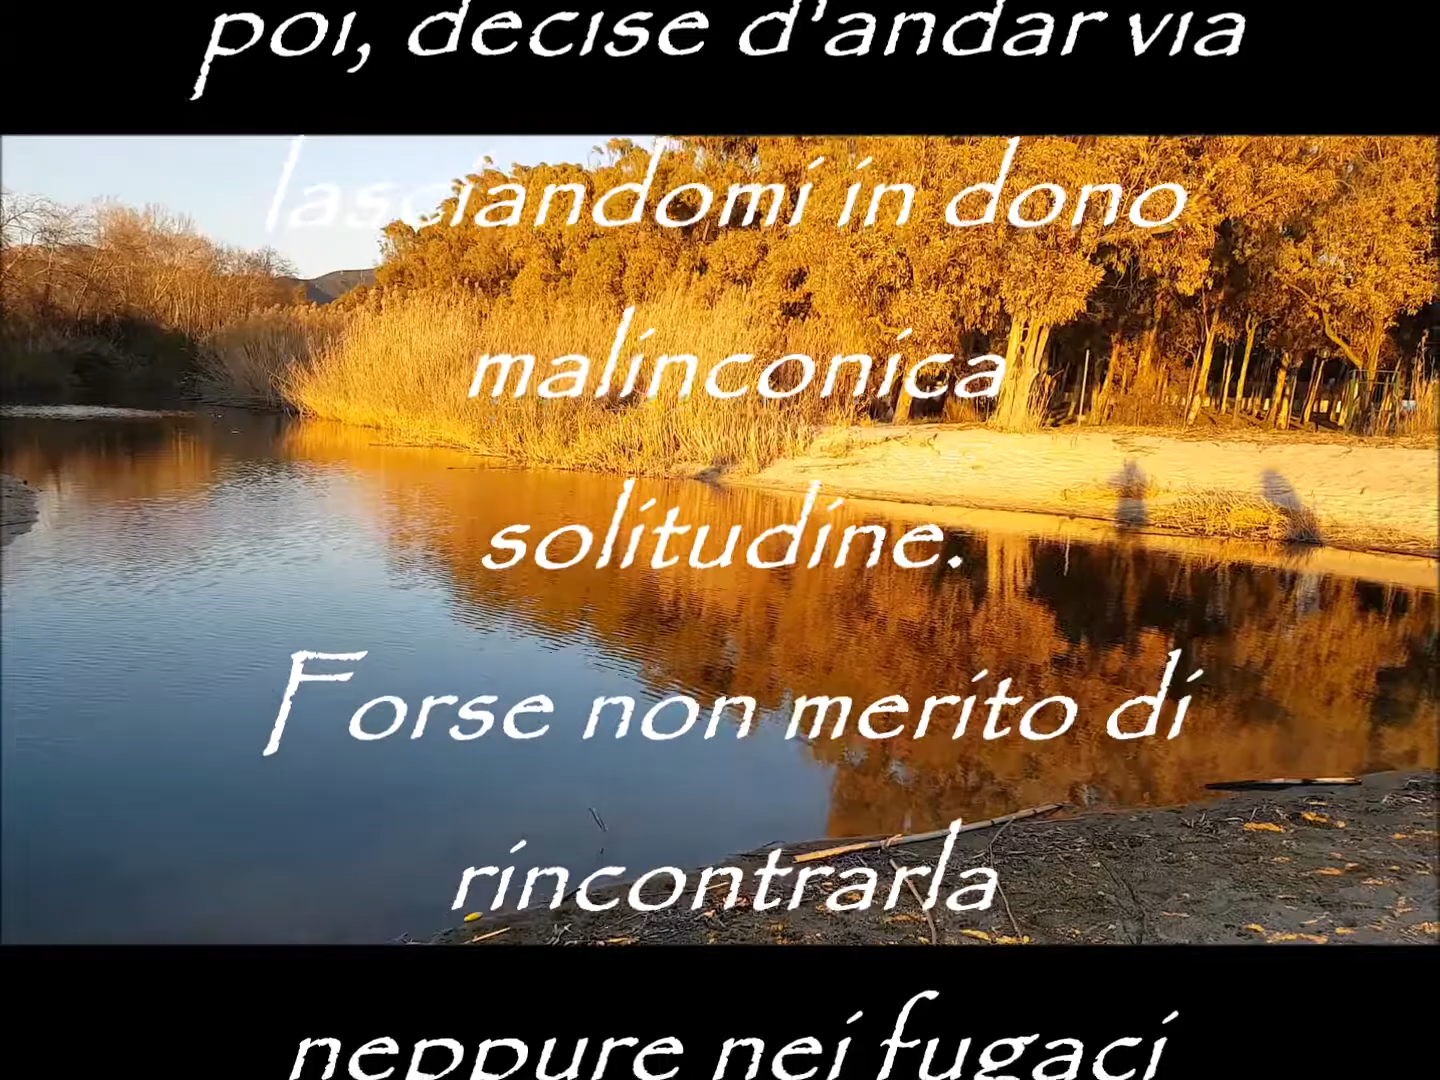 poi, decise d'andar via
lasciandomi in dono
malinconica
solitudine.
Forse non merito di
rincontrarla
neppure nei fugaci